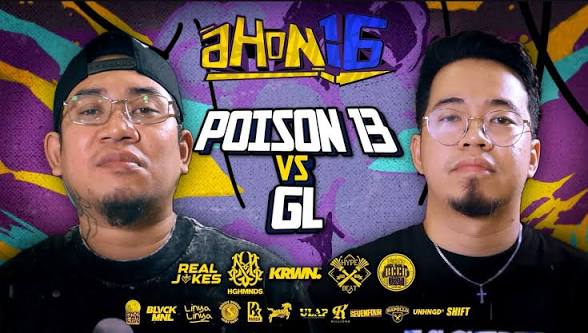 aHON16
POISON 13
VS
GL
REAL
JOKES
HGHMNDS
KRWN.
HYPE
BEAT
BEER
BLVCK
MNL
Linya
Linya
ULAP
SEVENFOUR
UNHNGD®
SHIFT